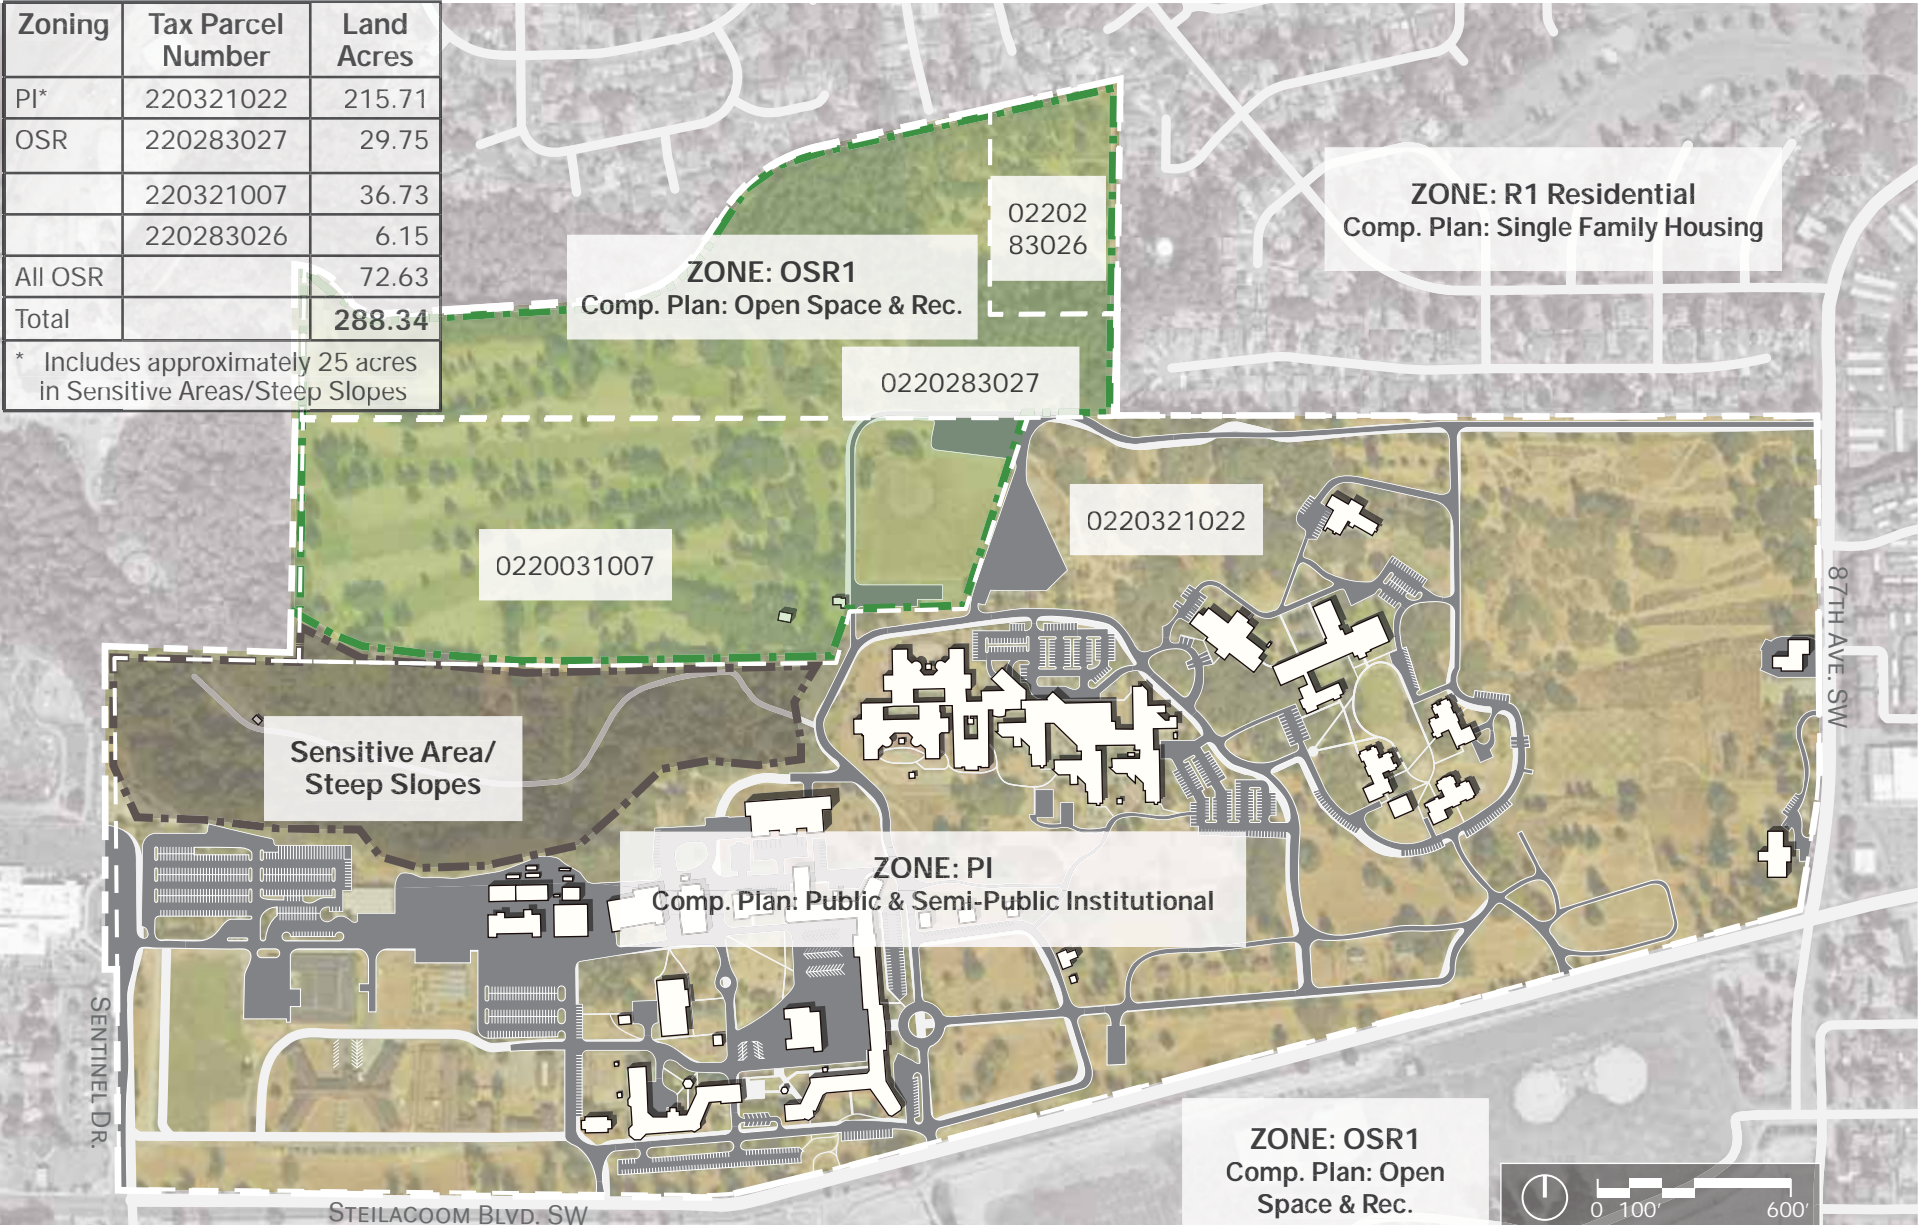 Zoning Tax Parcel Number Land Acres
PI* 220321022 215.71
OSR 220283027 29.75
220321007 36.73
220283026 6.15
All OSR 72.63
Total 288.34
* Includes approximately 25 acres
in Sensitive Areas/Steep Slopes
02202
83026
ZONE: R1 Residential
Comp. Plan: Single Family Housing
ZONE: OSR1
Comp. Plan: Open Space & Rec.
0220283027
0220321022
0220031007
87TH AVE. SW
Sensitive Area/
Steep Slopes
ZONE: PI
Comp. Plan: Public & Semi-Public Institutional
SENTINEL DR.
ZONE: OSR1
Comp. Plan: Open
Space & Rec.
0 100' 600'
STEILACOOM BLVD. SW